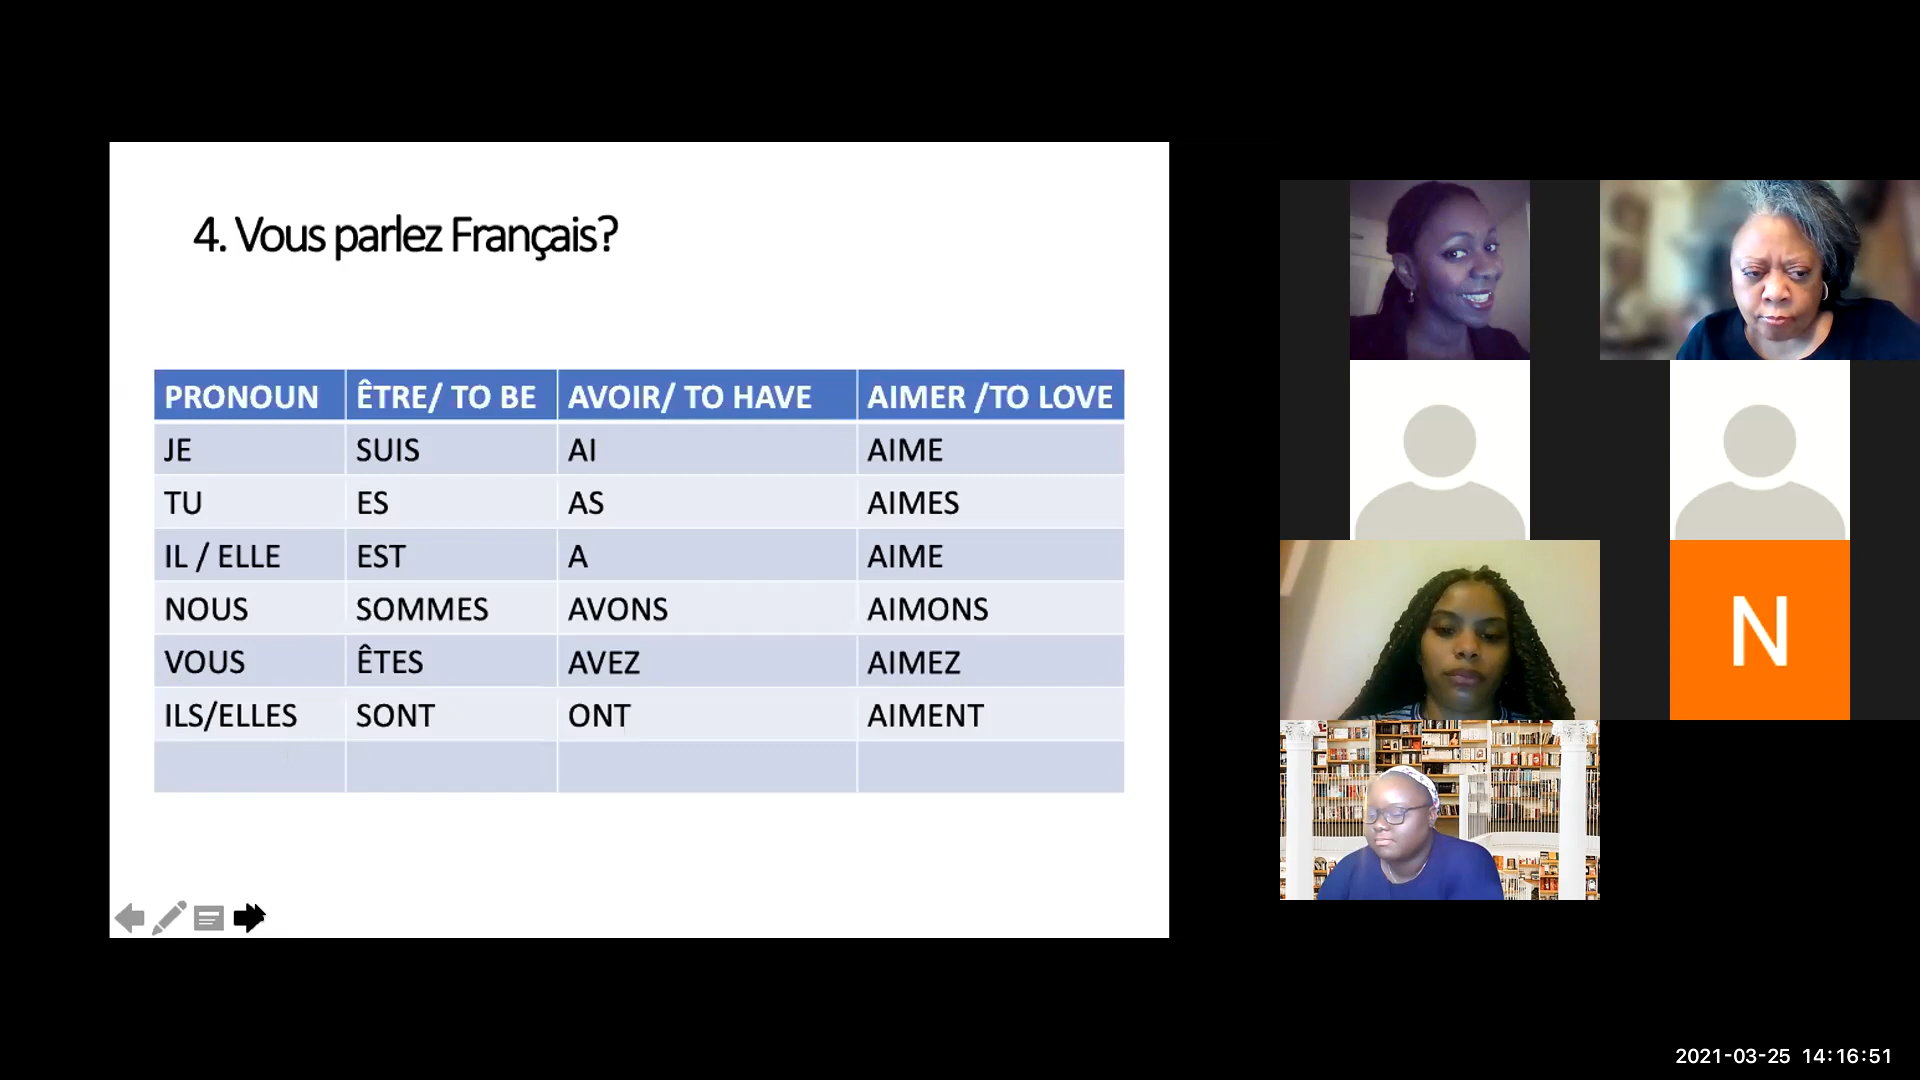 4. Vous parlez Français?
PRONOUN ÊTRE/ TO BE AVOIR/ TO HAVE AIMER /TO LOVE
JE SUIS AI AIME
TU ES AS AIMES
IL / ELLE EST A AIME
NOUS SOMMES AVONS AIMONS
VOUS ÊTES AVEZ AIMEZ
ILS/ELLES SONT ONT AIMENT
N
2021-03-25 14:16:51